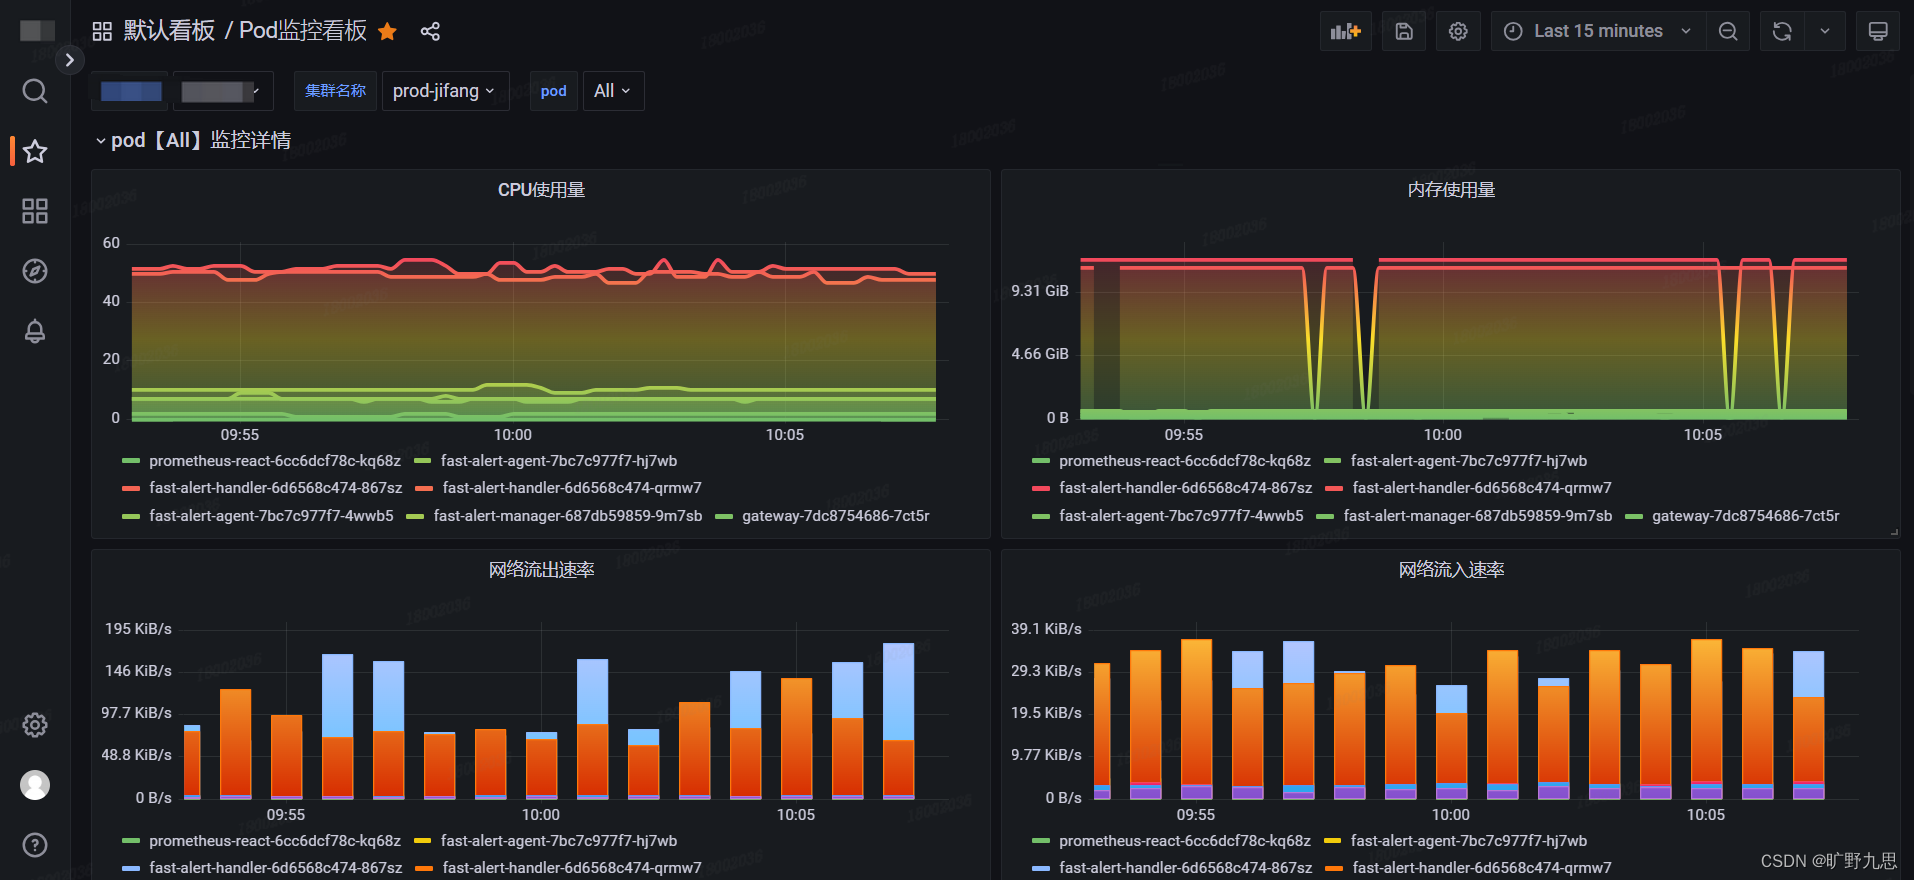 默认看板 / Pod监控看板
Last 15 minutes
集群名称 prod-jifang pod All
pod【All】监控详情
CPU使用量
60
40
20
0
09:55 10:00 10:05
prometheus-react-6cc6dcf78c-kq68z fast-alert-agent-7bc7c977f7-hj7wb
fast-alert-handler-6d6568c474-867sz fast-alert-handler-6d6568c474-qrmw7
fast-alert-agent-7bc7c977f7-4wwb5 fast-alert-manager-687db59859-9m7sb gateway-7dc8754686-7ct5r
内存使用量
9.31 GiB
4.66 GiB
0 B
09:55 10:00 10:05
prometheus-react-6cc6dcf78c-kq68z fast-alert-agent-7bc7c977f7-hj7wb
fast-alert-handler-6d6568c474-867sz fast-alert-handler-6d6568c474-qrmw7
fast-alert-agent-7bc7c977f7-4wwb5 fast-alert-manager-687db59859-9m7sb gateway-7dc8754686-7ct5r
网络流出速率
195 KiB/s
146 KiB/s
97.7 KiB/s
48.8 KiB/s
0 B/s
09:55 10:00 10:05
prometheus-react-6cc6dcf78c-kq68z fast-alert-agent-7bc7c977f7-hj7wb
fast-alert-handler-6d6568c474-867sz fast-alert-handler-6d6568c474-qrmw7
网络流入速率
39.1 KiB/s
29.3 KiB/s
19.5 KiB/s
9.77 KiB/s
0 B/s
09:55 10:00 10:05
prometheus-react-6cc6dcf78c-kq68z fast-alert-agent-7bc7c977f7-hj7wb
fast-alert-handler-6d6568c474-867sz fast-alert-handler-6d6568c474-qrmw7
CSDN @旷野九思